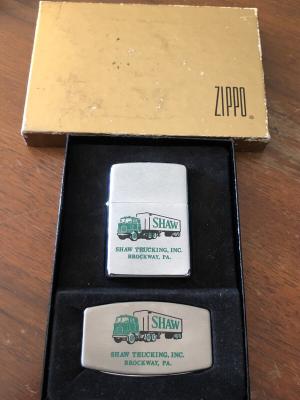 ZIPPO
SHAW
SHAW TRUCKING, INC.
BROCKWAY, PA.
SHAW
SHAW TRUCKING, INC.
BROCKWAY, PA.